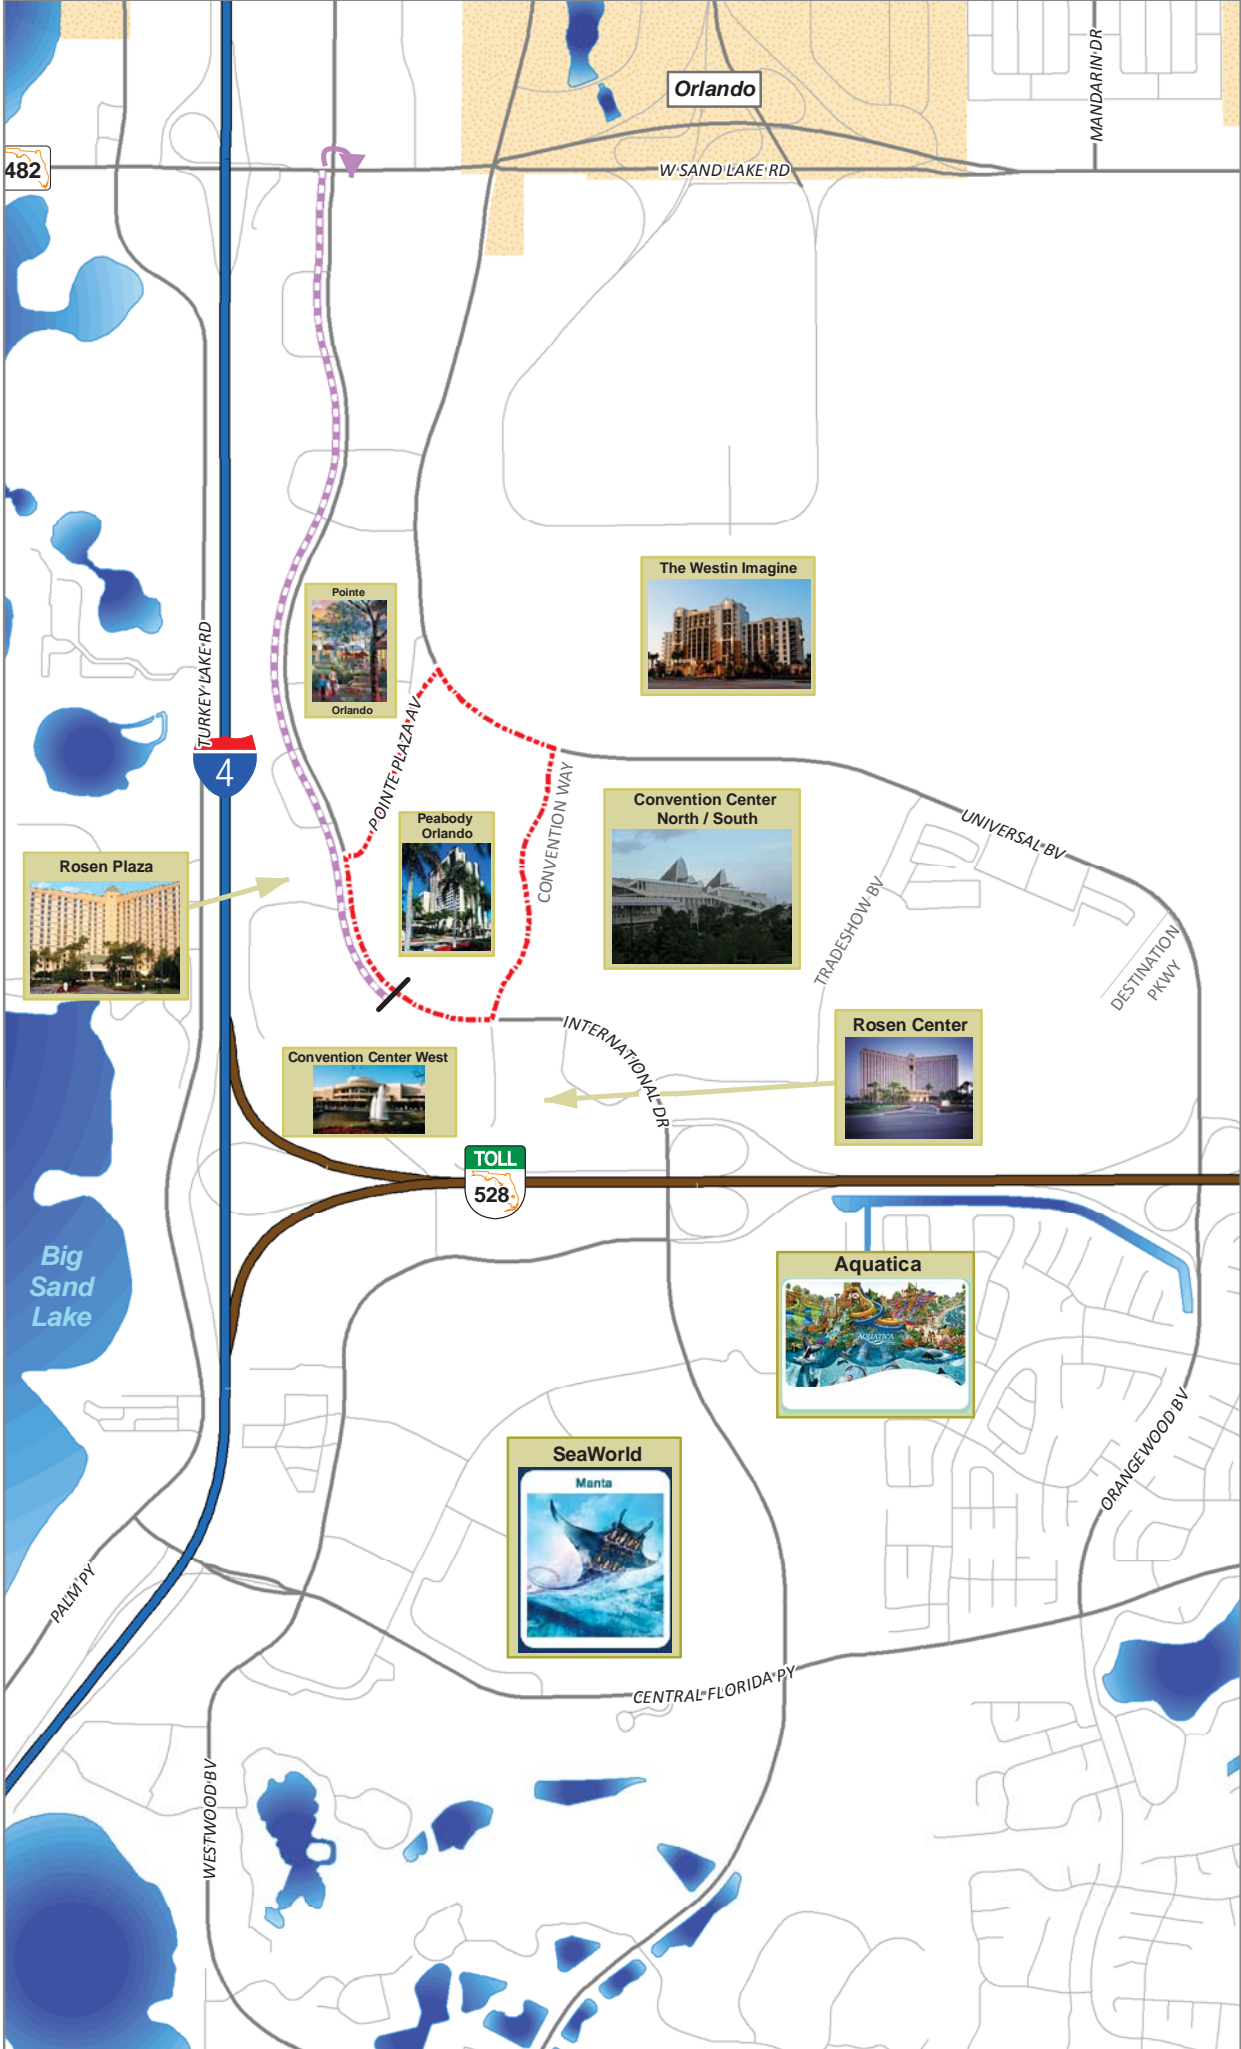 Orlando
MANDARIN DR
482
W SAND LAKE RD
The Westin Imagine
Pointe
Orlando
TURKEY LAKE RD
POINTE PLAZA AV
4
CONVENTION WAY
Convention Center
North / South
UNIVERSAL BV
Peabody
Orlando
Rosen Plaza
TRADESHOW BV
DESTINATION
PKWY
INTERNATIONAL DR
Rosen Center
Convention Center West
TOLL
528
Big
Sand
Lake
Aquatica
AQUATICA
ORANGEWOOD BV
SeaWorld
Manta
PALM PY
CENTRAL FLORIDA PY
WESTWOOD BV